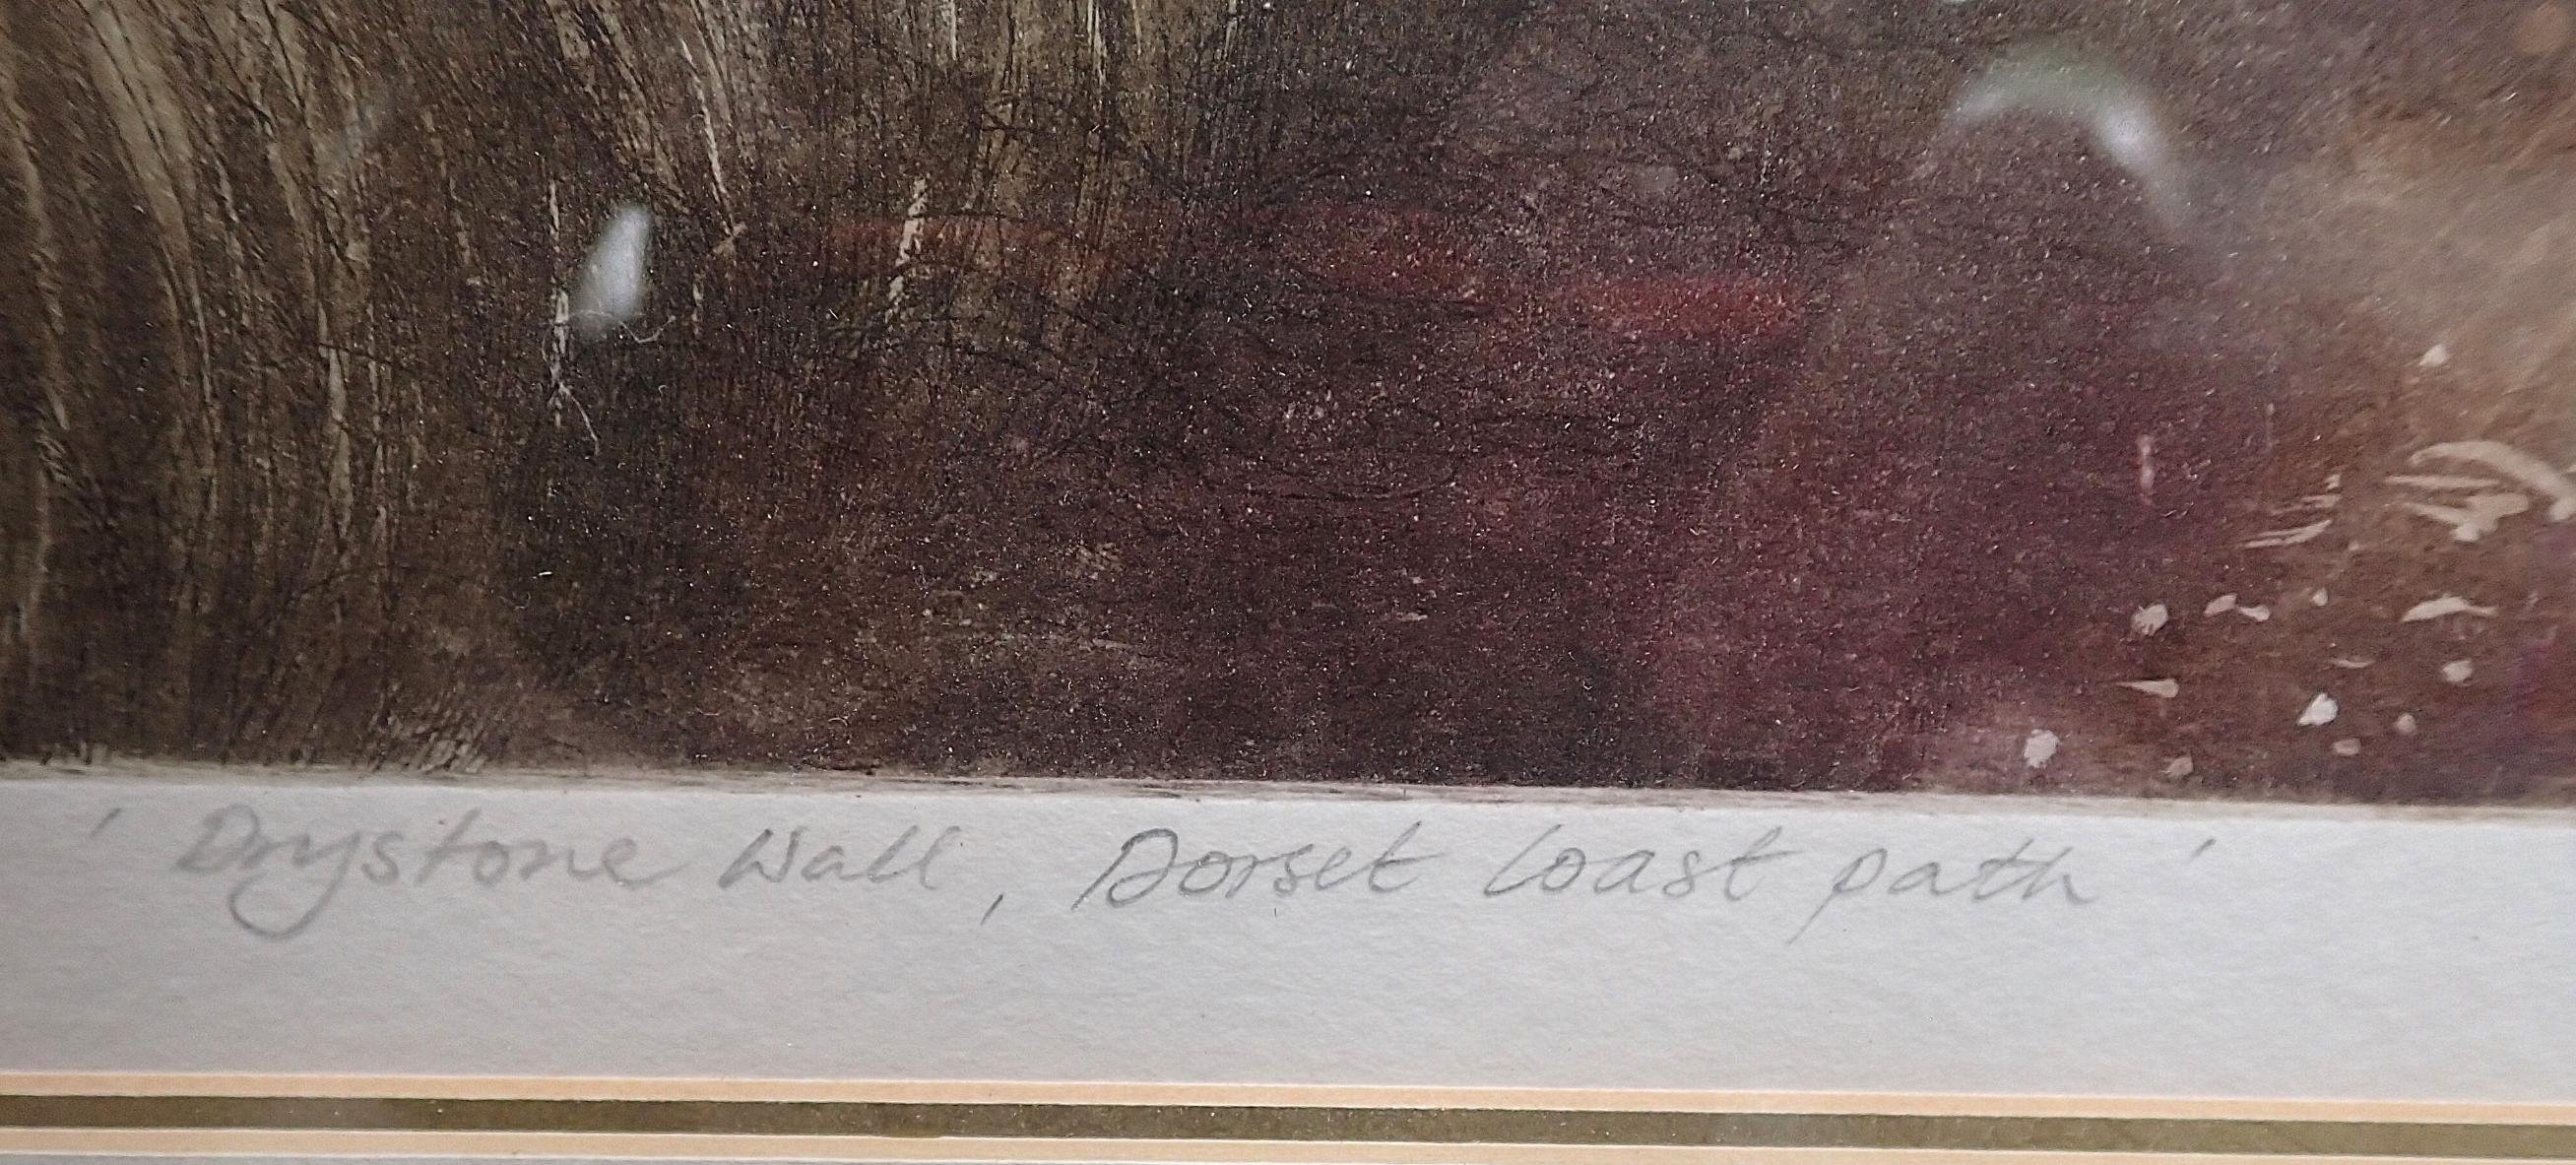 ' Drystone Wall, Dorset Coast path '